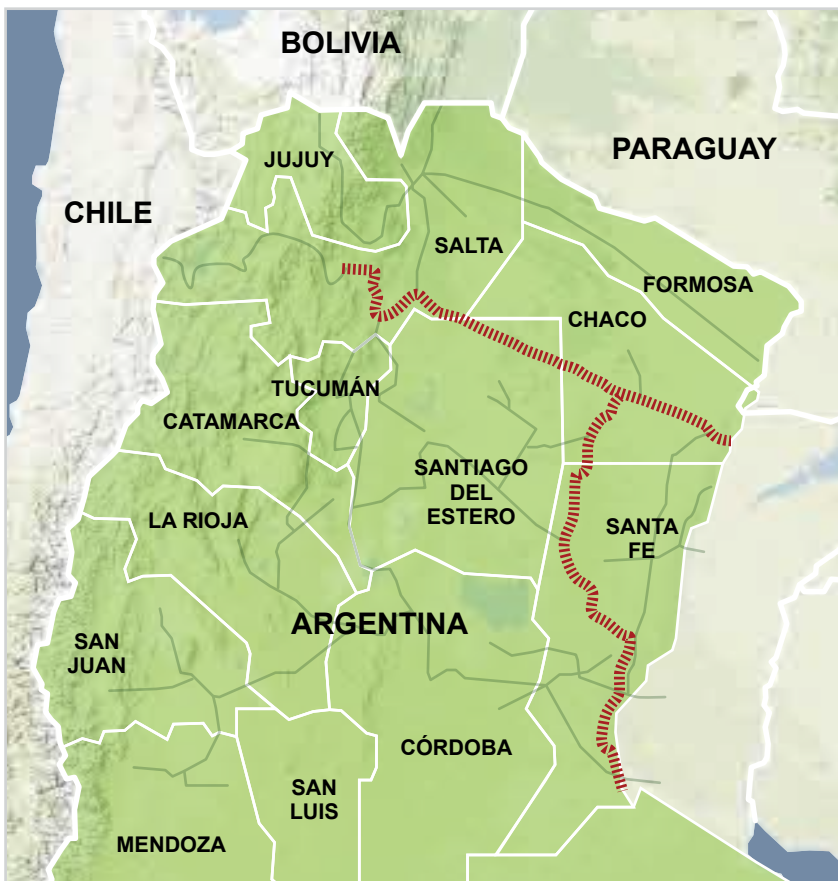 BOLIVIA
PARAGUAY
JUJUY
CHILE
SALTA
FORMOSA
CHACO
TUCUMÁN
CATAMARCA
SANTIAGO
DEL
ESTERO
LA RIOJA
SANTA
FE
ARGENTINA
SAN
JUAN
CÓRDOBA
SAN
LUIS
MENDOZA